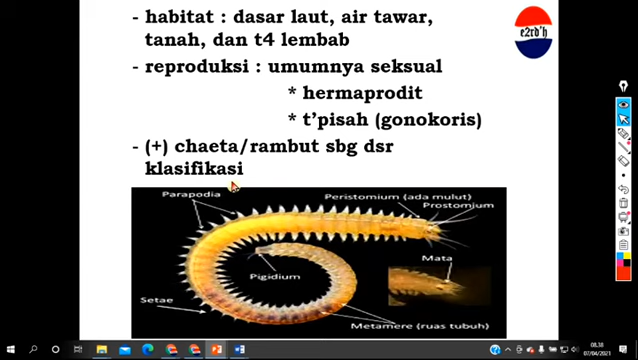 - habitat : dasar laut, air tawar,
tanah, dan t4 lembab
e2rd'h
- reproduksi : umumnya seksual
* hermaprodit
* t'pisah (gonokoris)
- (+) chaeta/rambut sbg dsr
klasifikasi
Parapodia
Peristomium (ada mulut)
Prostomium
Mata
Pigidium
Setae
Metamere (ruas tubuh)
08.38
07/04/2021